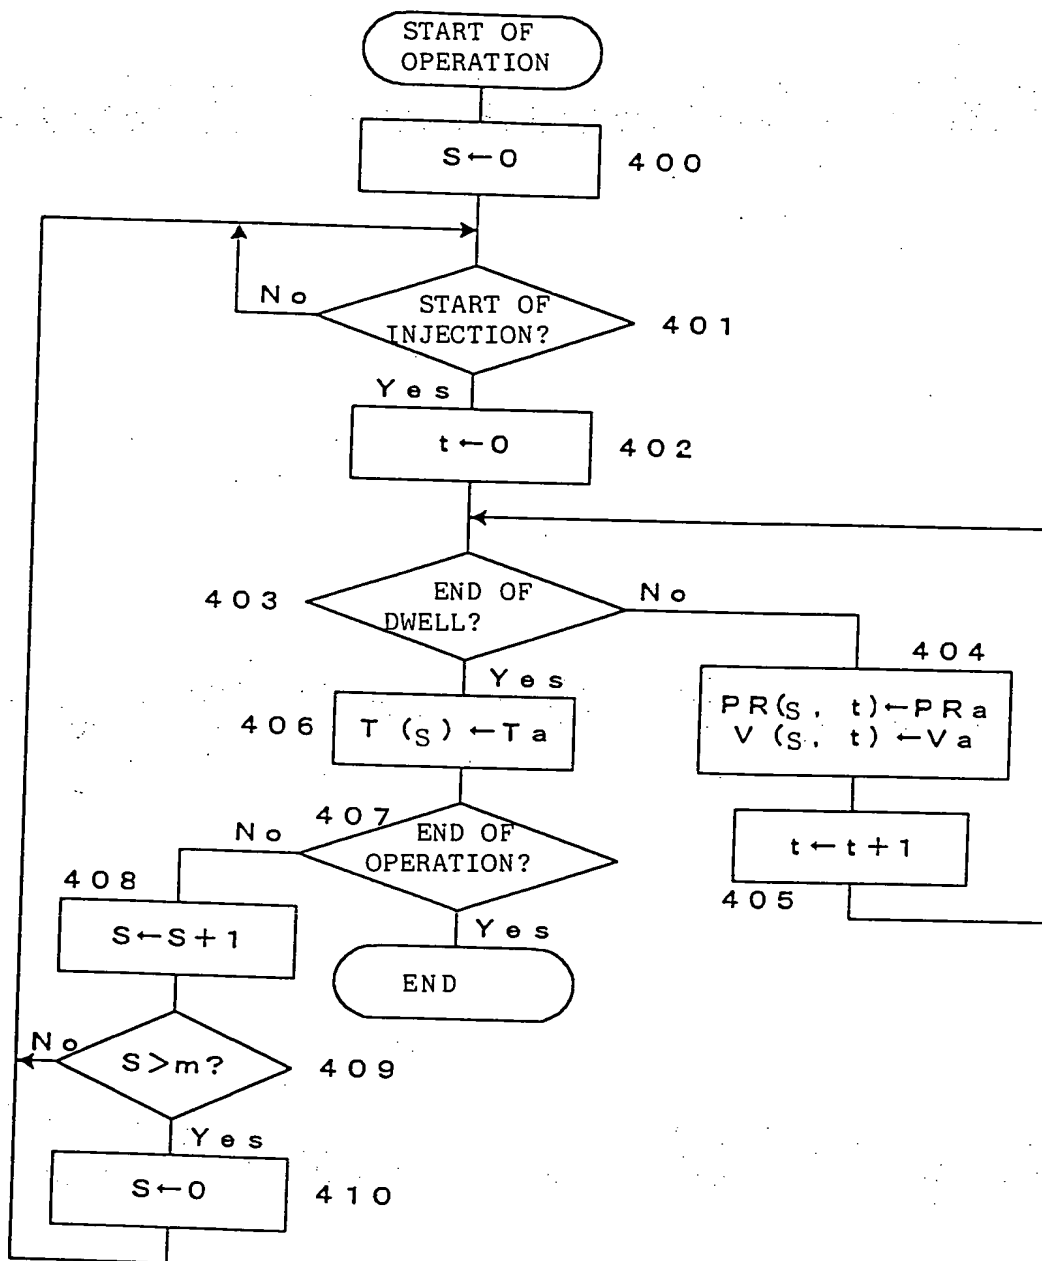 START OF
OPERATION
S←0
400
No
START OF
INJECTION?
401
Yes
t←0
402
403
END OF
DWELL?
No
Yes
404
PR(S, t)←PRa
V(S, t)←Va
406
T(S)←Ta
t←t+1
405
407
No
END OF
OPERATION?
Yes
408
S←S+1
END
No
S>m?
409
Yes
S←0
410